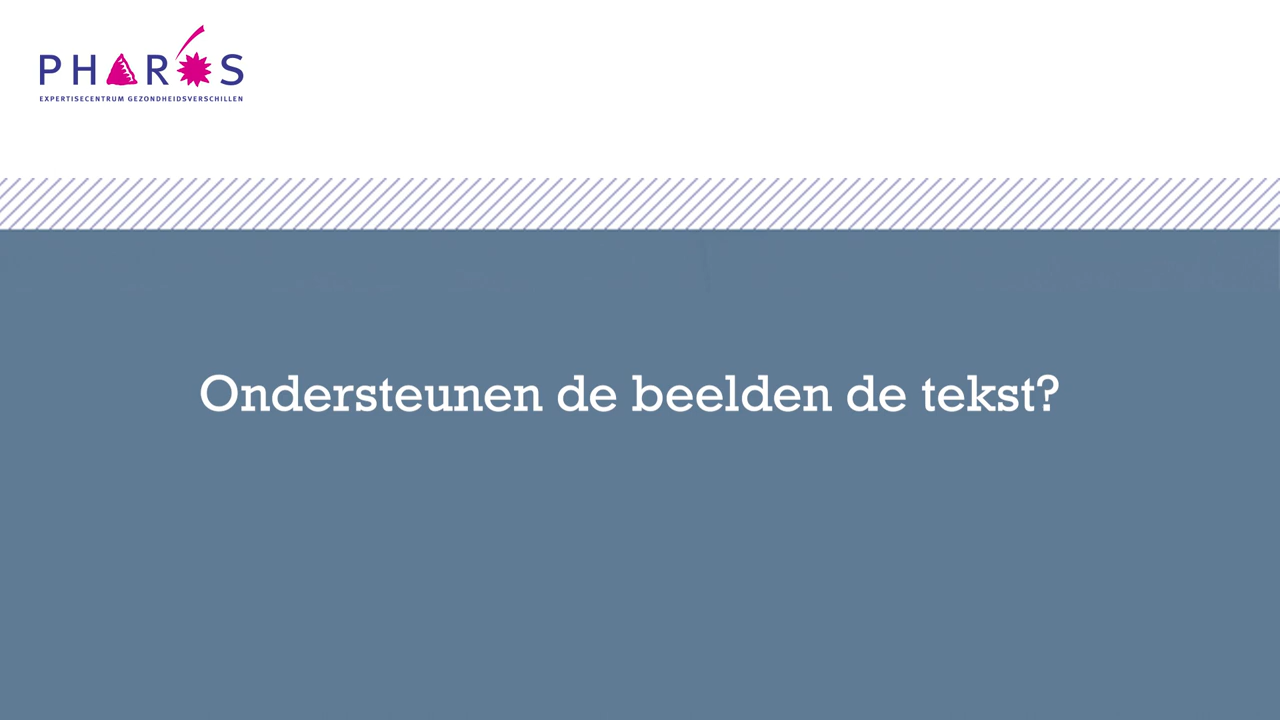 PHAROS
EXPERTISECENTRUM GEZONDHEIDSVERSCHILLEN
Ondersteunen de beelden de tekst?